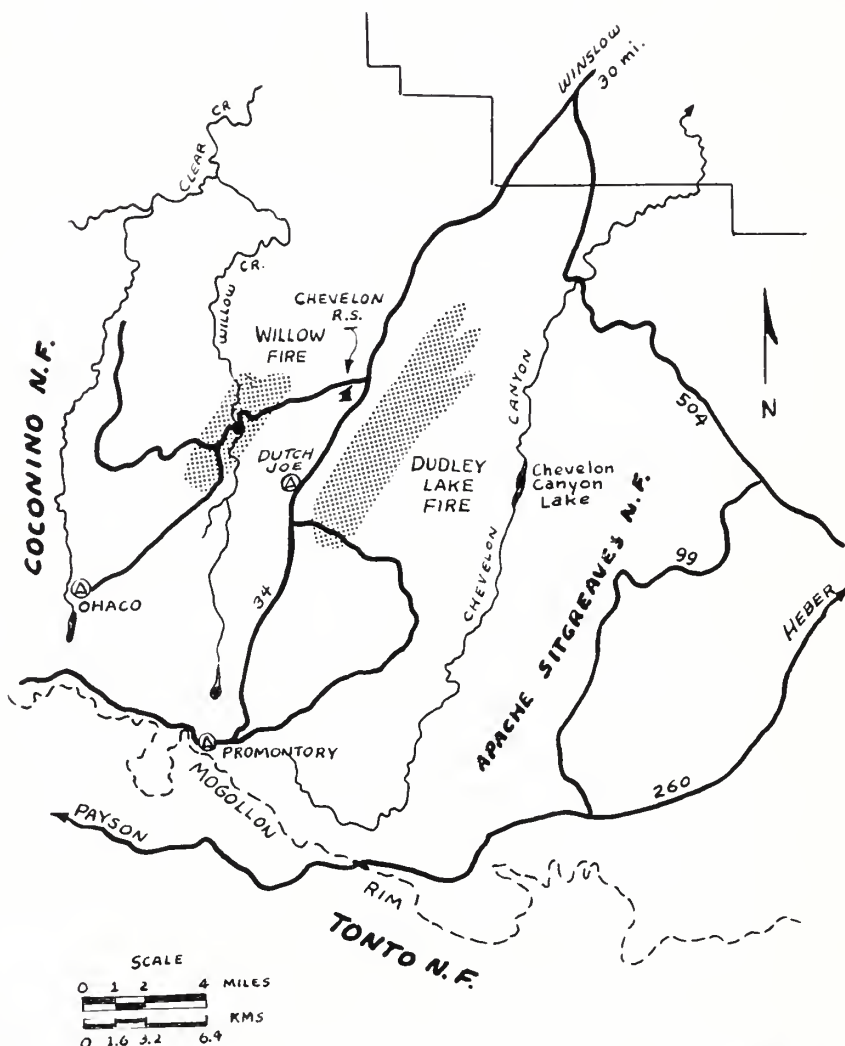 WINSLOW
30 mi.
CLEAR
CR
WILLOW
CR.
CHEVELON
R.S.
WILLOW
FIRE
COCONINO N.F.
DUTCH
JOE
DUDLEY
LAKE
FIRE
CHEVELON
CANYON
Chevelon
Canyon
Lake
N
504
99
APACHE SITGREAVES N.F.
HEBER
OHACO
34
PROMONTORY
MOGOLLON
RIM
260
PAYSON
TONTO N.F.
SCALE
0 1 2 4 MILES
KMS
0 1.6 3.2 6.4